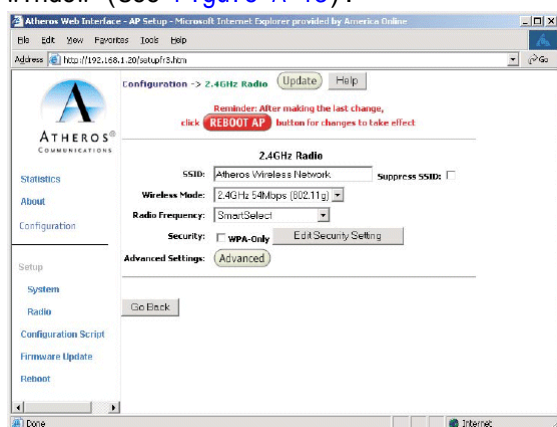 (see Figure A-18).
Atheros Web Interface - AP Setup - Microsoft Internet Explorer provided by America Online
File Edit View Favorites Tools Help
Address http://192.168.1.20/setupfr3.htm Go
Configuration -> 2.4GHz Radio Update Help
Reminder: After making the last change,
click REBOOT AP button for changes to take effect
ATHEROS®
COMMUNICATIONS
2.4GHz Radio
SSID: Atheros Wireless Network Suppress SSID:
Wireless Mode: 2.4GHz 54Mbps (802.11g)
Radio Frequency: SmartSelect
Security: WPA-Only Edit Security Setting
Advanced Settings: Advanced
Go Back
Statistics
About
Configuration
Setup
System
Radio
Configuration Script
Firmware Update
Reboot
Done Internet